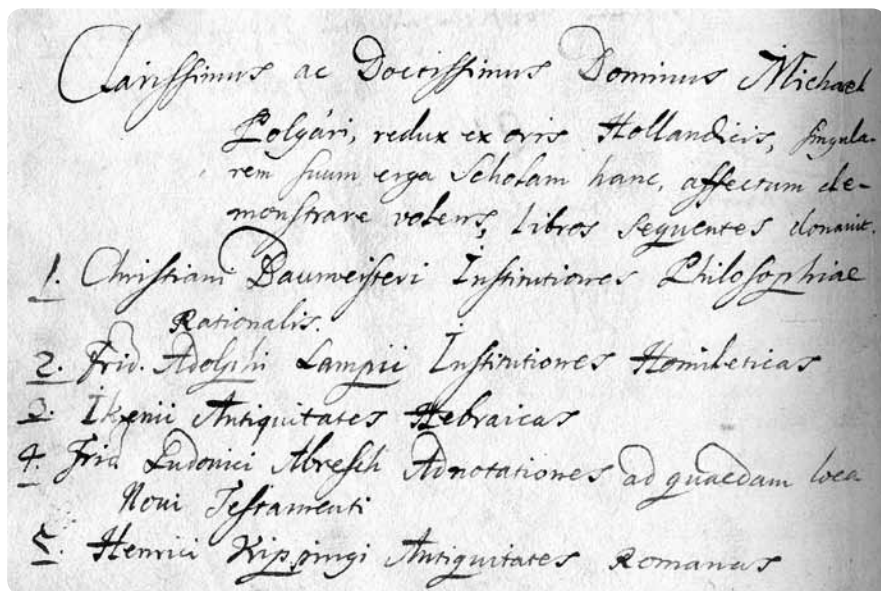 Clarissimus ac Doctissimus Dominus Michael
Polgári, redux ex oris Hollandicis, singula-
rem suum erga Scholam hanc, affectum de-
monstrare volens, Libros sequentes donavit.
1. Christiani Baumeisteri Institutiones Philosophiae
Rationalis.
2. Frid. Adolphi Lampii Institutiones Homileticas
3. Ikenii Antiquitates Hebraicas
4. Frid Ludovici Abresch Adnotationes ad quaedam loca
Novi Testamenti
5. Henrici Kippingi Antiquitates Romanas